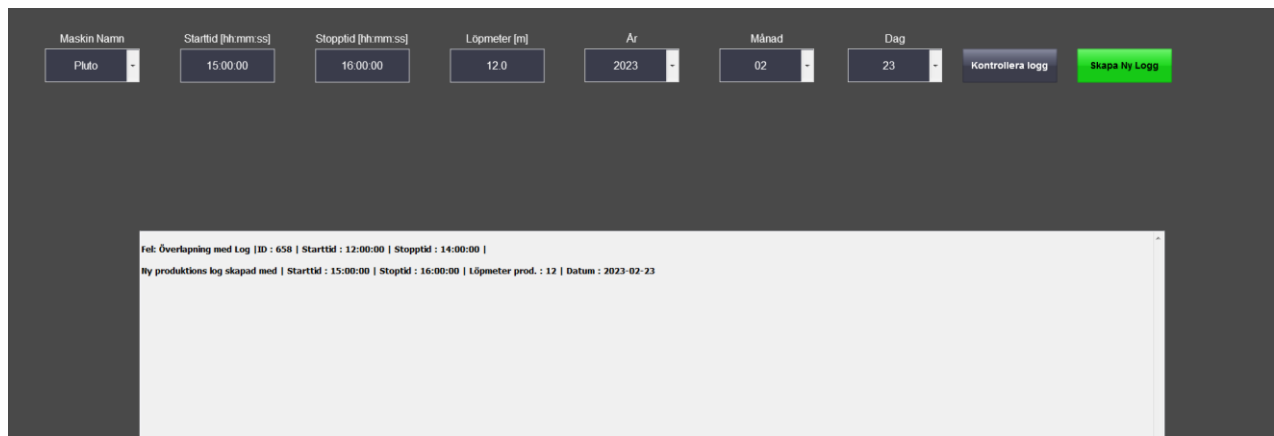 Maskin Namn Starttid [hh:mm:ss] Stopptid [hh:mm:ss] Löpmeter [m] År Månad Dag
Pluto 15:00:00 16:00:00 12.0 2023 02 23 Kontrollera logg Skapa Ny Logg
Fel: Överlapning med Log |ID : 658 | Starttid : 12:00:00 | Stopptid : 14:00:00 |
Ny produktions log skapad med | Starttid : 15:00:00 | Stoptid : 16:00:00 | Löpmeter prod. : 12 | Datum : 2023-02-23